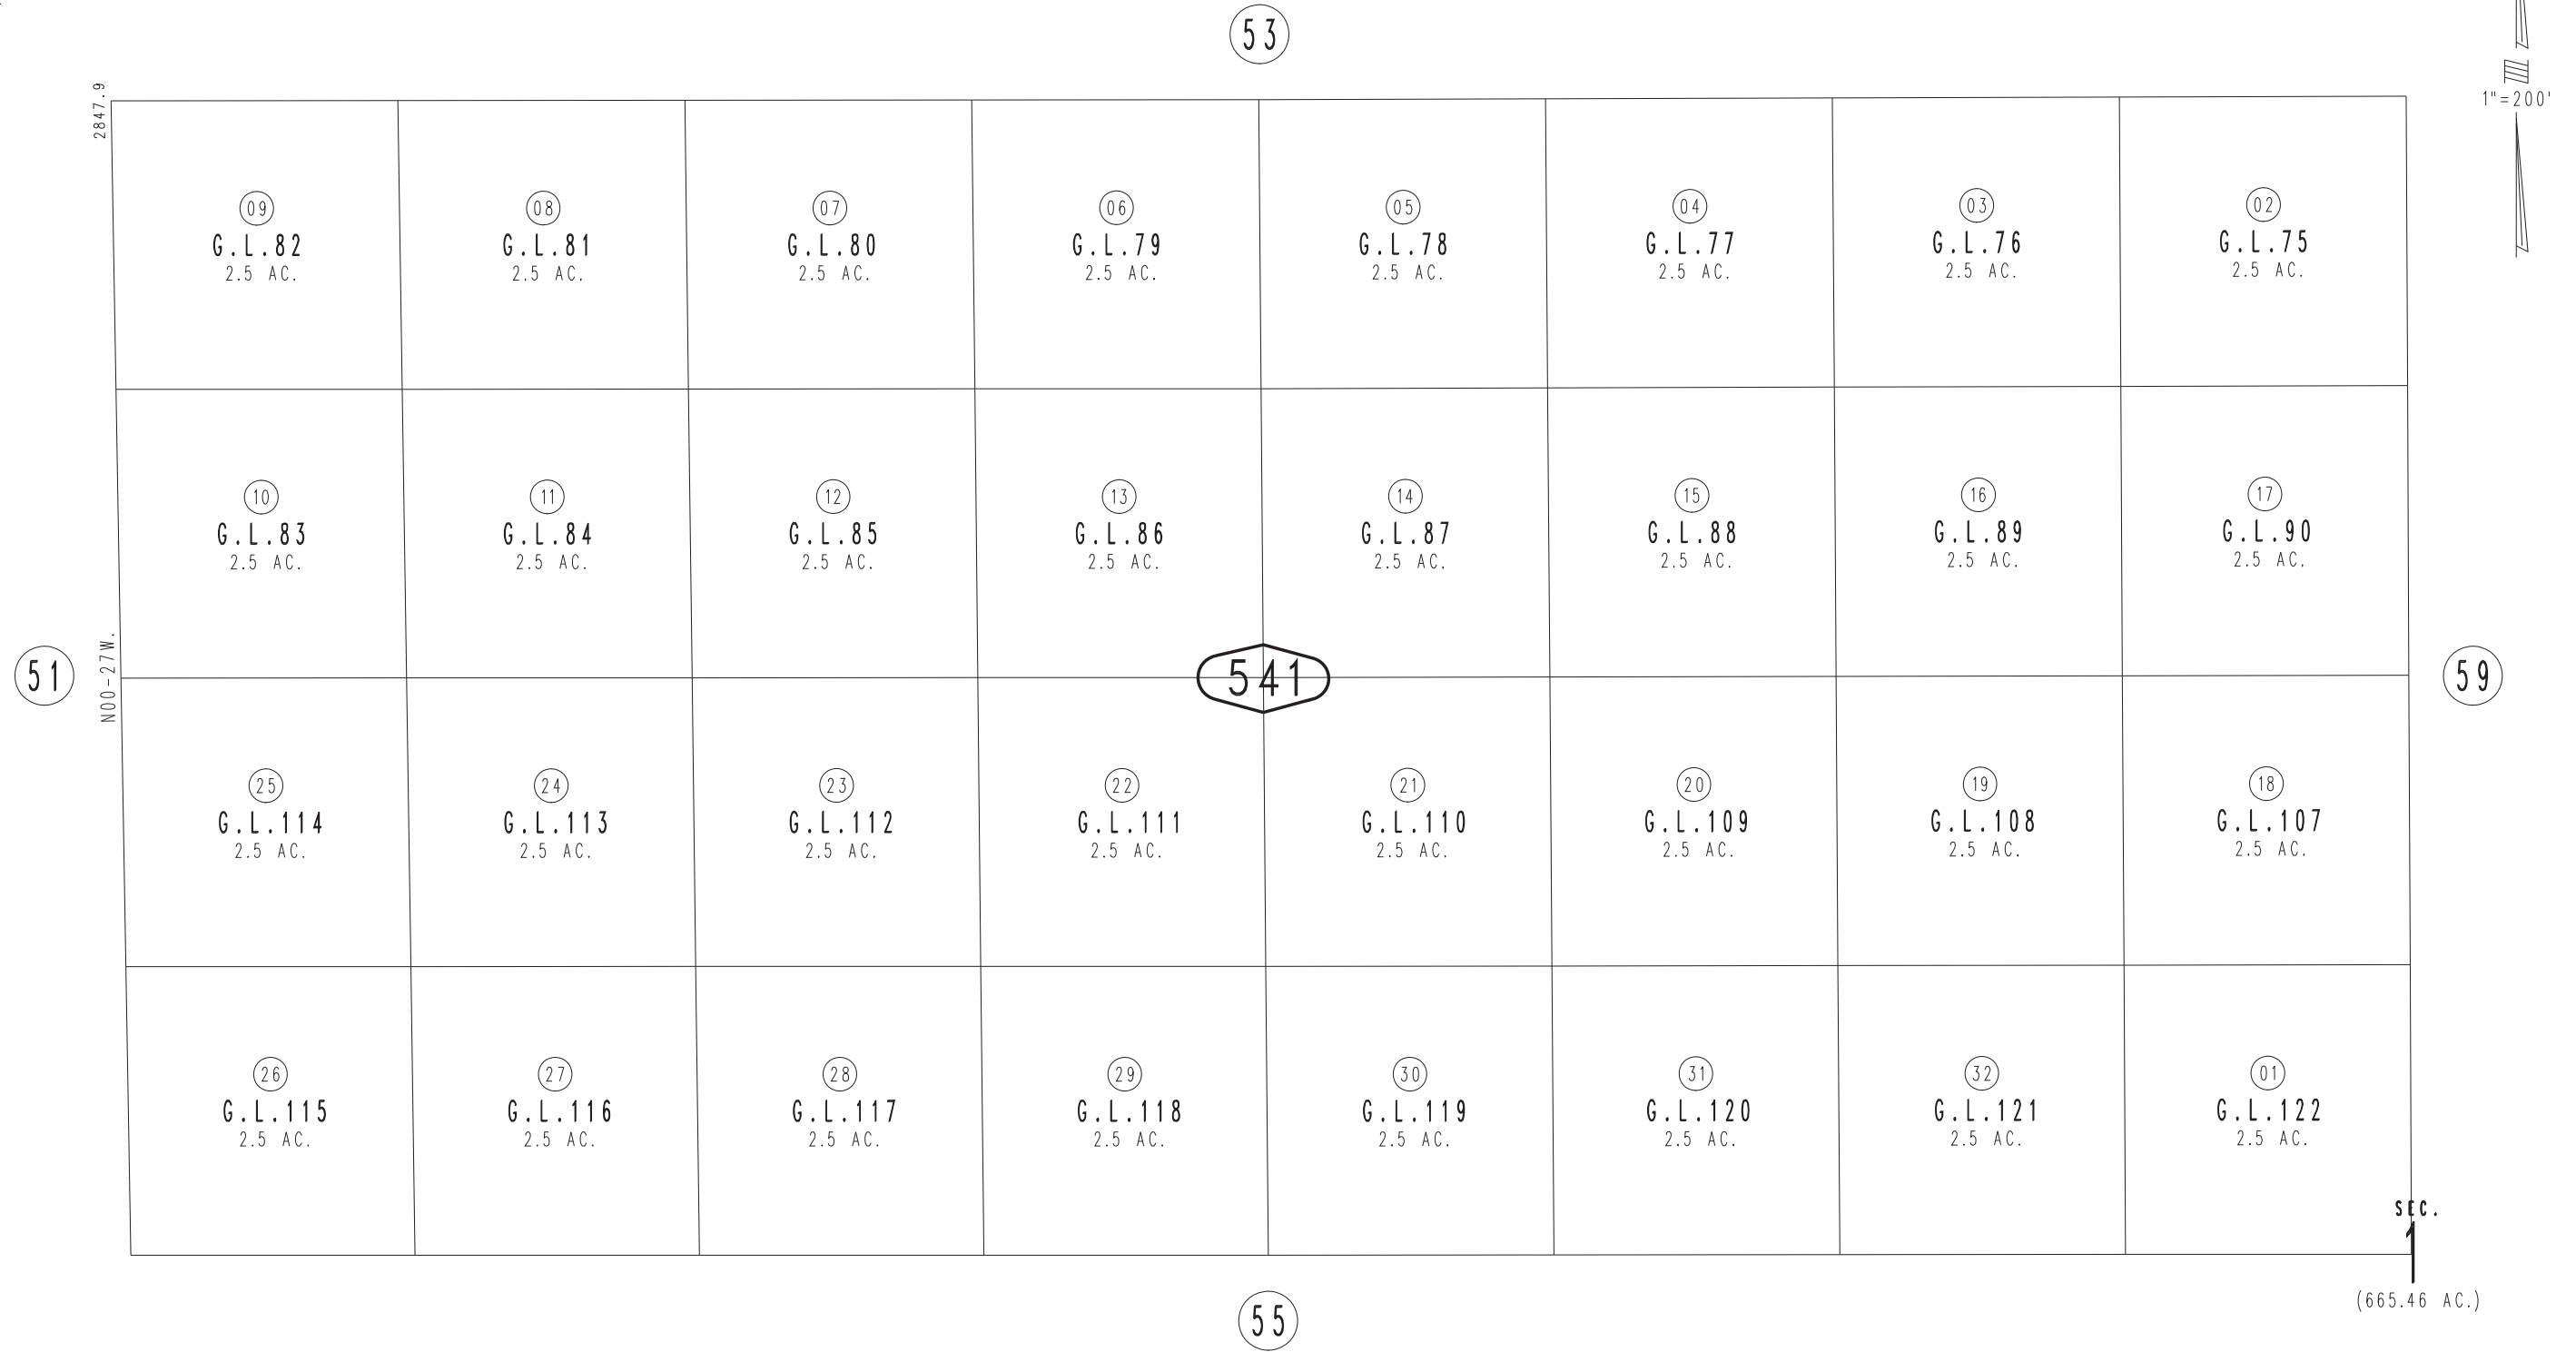 53
1"=200'
2847.9
09
G.L.82
2.5 AC.
08
G.L.81
2.5 AC.
07
G.L.80
2.5 AC.
06
G.L.79
2.5 AC.
05
G.L.78
2.5 AC.
04
G.L.77
2.5 AC.
03
G.L.76
2.5 AC.
02
G.L.75
2.5 AC.
10
G.L.83
2.5 AC.
11
G.L.84
2.5 AC.
12
G.L.85
2.5 AC.
13
G.L.86
2.5 AC.
14
G.L.87
2.5 AC.
15
G.L.88
2.5 AC.
16
G.L.89
2.5 AC.
17
G.L.90
2.5 AC.
51
N00-27W.
541
59
25
G.L.114
2.5 AC.
24
G.L.113
2.5 AC.
23
G.L.112
2.5 AC.
22
G.L.111
2.5 AC.
21
G.L.110
2.5 AC.
20
G.L.109
2.5 AC.
19
G.L.108
2.5 AC.
18
G.L.107
2.5 AC.
26
G.L.115
2.5 AC.
27
G.L.116
2.5 AC.
28
G.L.117
2.5 AC.
29
G.L.118
2.5 AC.
30
G.L.119
2.5 AC.
31
G.L.120
2.5 AC.
32
G.L.121
2.5 AC.
01
G.L.122
2.5 AC.
SEC.
1
(665.46 AC.)
55